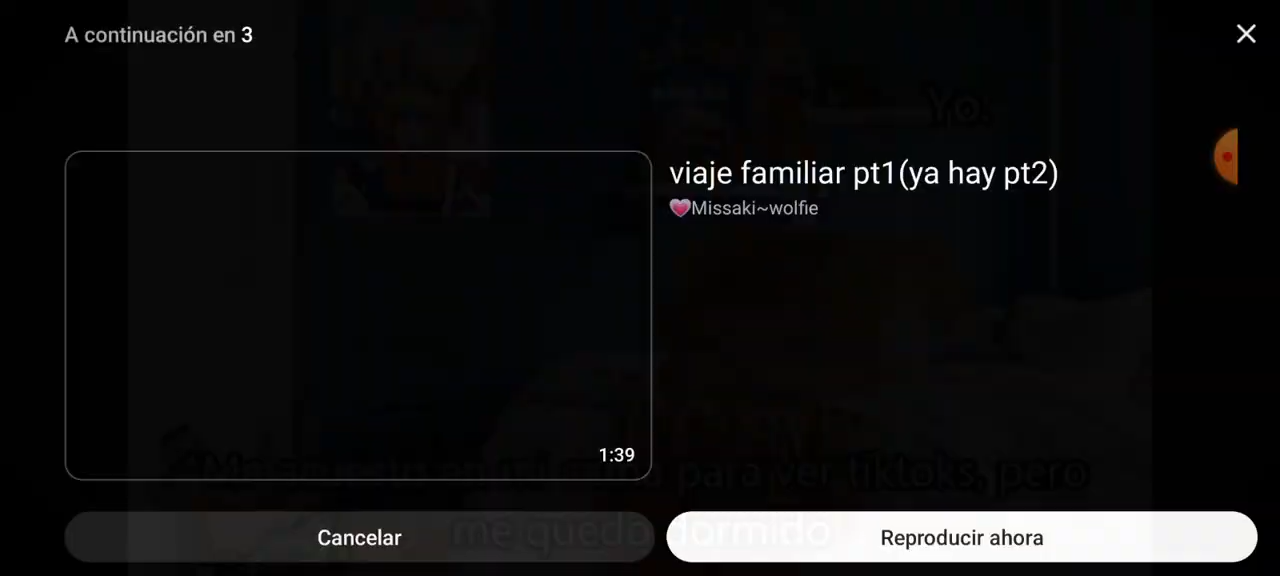 A continuación en 3
Yo:
viaje familiar pt1(ya hay pt2)
💗Missaki~wolfie
1:39
para ver tiktoks, pero
me quedo dormido
Cancelar
Reproducir ahora